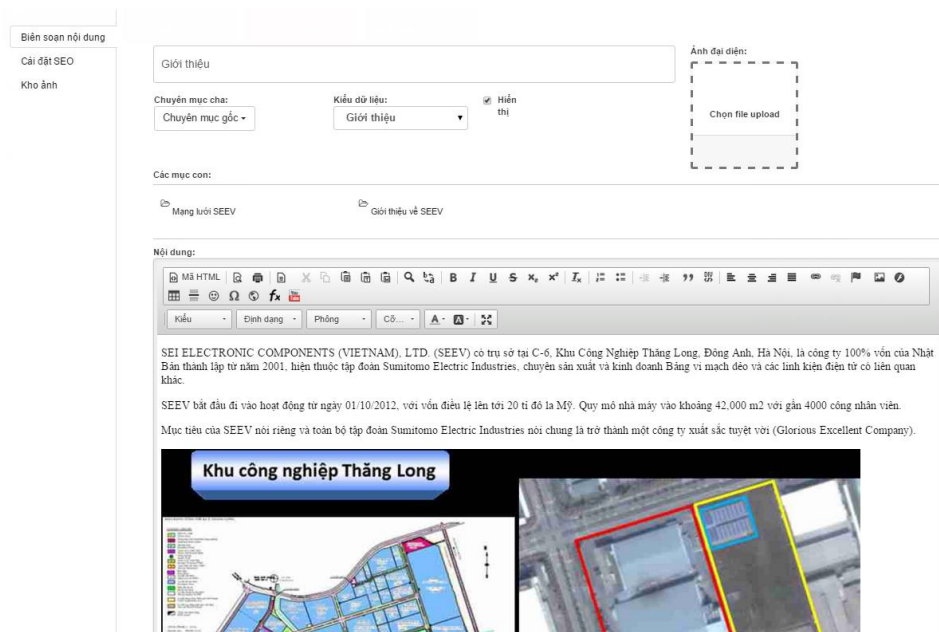 Biên soạn nội dung
Cài đặt SEO
Kho ảnh
Giới thiệu
Ảnh đại diện:
Chọn file upload
Chuyên mục cha:
Kiểu dữ liệu:
Hiển thị
Chuyên mục gốc
Giới thiệu
Các mục con:
Mạng lưới SEEV
Giới thiệu về SEEV
Nội dung:
Mã HTML
Kiểu
Định dạng
Phông
Cỡ...
SEI ELECTRONIC COMPONENTS (VIETNAM), LTD. (SEEV) có trụ sở tại C-6, Khu Công Nghiệp Thăng Long, Đông Anh, Hà Nội, là công ty 100% vốn của Nhật
Bản thành lập từ năm 2001, hiện thuộc tập đoàn Sumitomo Electric Industries, chuyên sản xuất và kinh doanh Bảng vi mạch dẻo và các linh kiện điện tử có liên quan
khác.
SEEV bắt đầu đi vào hoạt động từ ngày 01/10/2012, với vốn điều lệ lên tới 20 tỉ đô la Mỹ. Quy mô nhà máy vào khoảng 42,000 m2 với gần 4000 công nhân viên.
Mục tiêu của SEEV nói riêng và toàn bộ tập đoàn Sumitomo Electric Industries nói chung là trở thành một công ty xuất sắc tuyệt vời (Glorious Excellent Company).
Khu công nghiệp Thăng Long